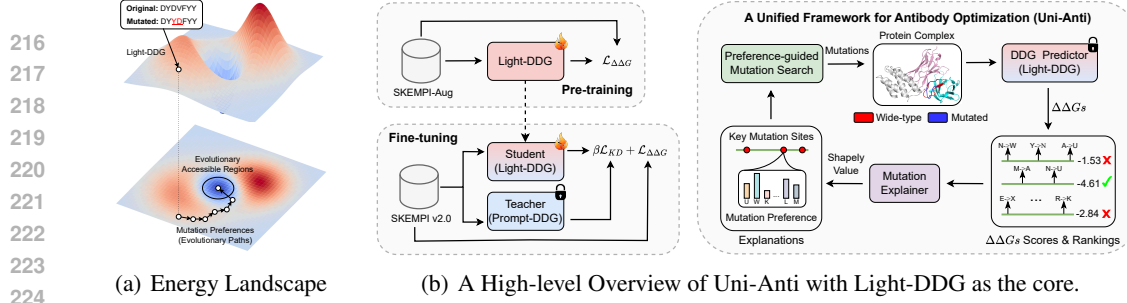 216
217
218
219
220
221
222
223
224
Original: DYDVFYY
Mutated: DYYDFYY
Light-DDG
Evolutionary
Accessible Regions
Mutation Preferences
(Evolutionary Paths)
(a) Energy Landscape
SKEMPI-Aug
Light-DDG
ℒΔΔG
Pre-training
Fine-tuning
SKEMPI v2.0
Student
(Light-DDG)
Teacher
(Prompt-DDG)
βℒKD + ℒΔΔG
A Unified Framework for Antibody Optimization (Uni-Anti)
Preference-guided
Mutation Search
Mutations
Protein Complex
Wide-type
Mutated
DDG Predictor
(Light-DDG)
ΔΔGs
Key Mutation Sites
U W K ... L M
Mutation Preference
Explanations
Shapely
Value
Mutation
Explainer
N->W Y->N A->U
-1.53 ✗
M->A N->U
-4.61 ✓
E->X ... R->K
-2.84 ✗
ΔΔGs Scores & Rankings
(b) A High-level Overview of Uni-Anti with Light-DDG as the core.